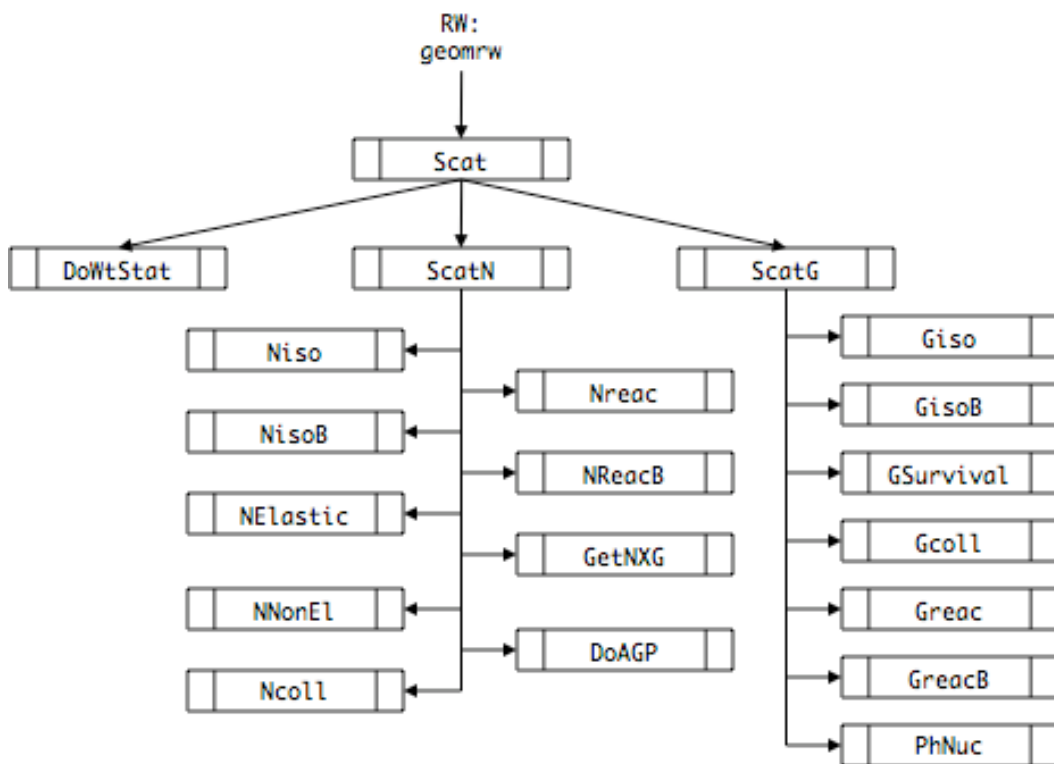 RW:
geomrw
Scat
DoWtStat
ScatN
ScatG
Niso
Nreac
NisoB
NReacB
NElastic
GetNXG
NNonEl
DoAGP
Ncoll
Giso
GisoB
GSurvival
Gcoll
Greac
GreacB
PhNuc